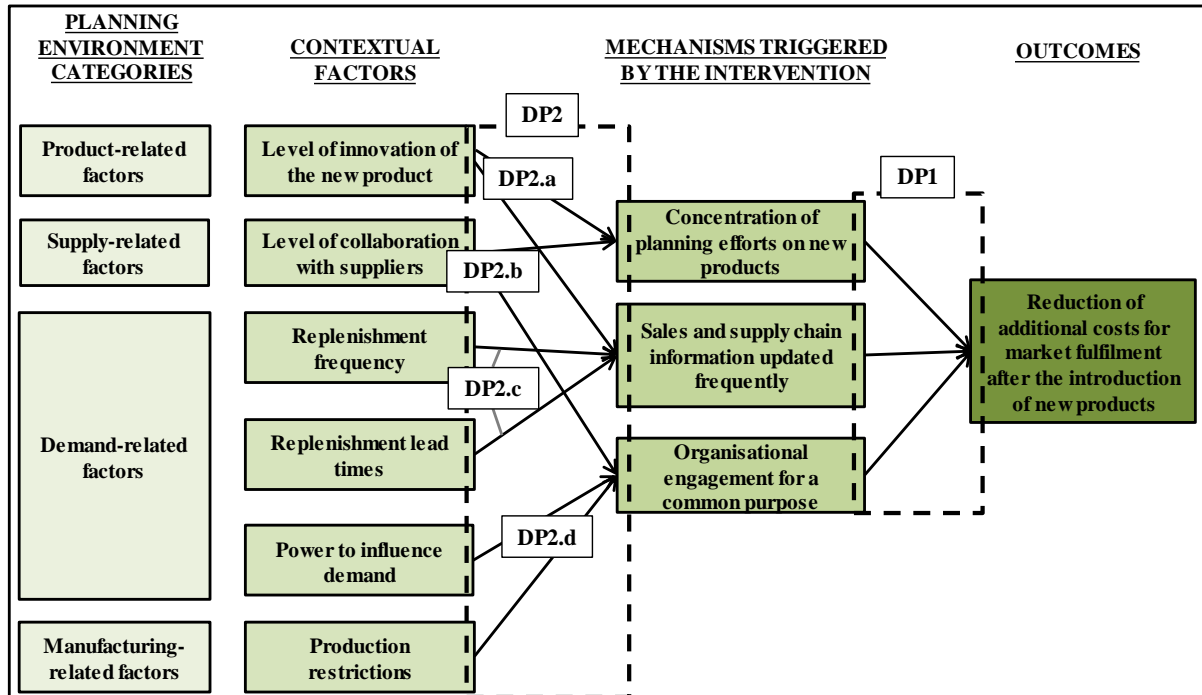 PLANNING
ENVIRONMENT
CATEGORIES
CONTEXTUAL
FACTORS
MECHANISMS TRIGGERED
BY THE INTERVENTION
OUTCOMES
DP2
DP1
Product-related
factors
Level of innovation of
the new product
DP2.a
Supply-related
factors
Level of collaboration
with suppliers
DP2.b
Concentration of
planning efforts on new
products
Demand-related
factors
Replenishment
frequency
DP2.c
Replenishment lead
times
Sales and supply chain
information updated
frequently
Reduction of
additional costs for
market fulfilment
after the introduction
of new products
Power to influence
demand
DP2.d
Organisational
engagement for a
common purpose
Manufacturing-
related factors
Production
restrictions